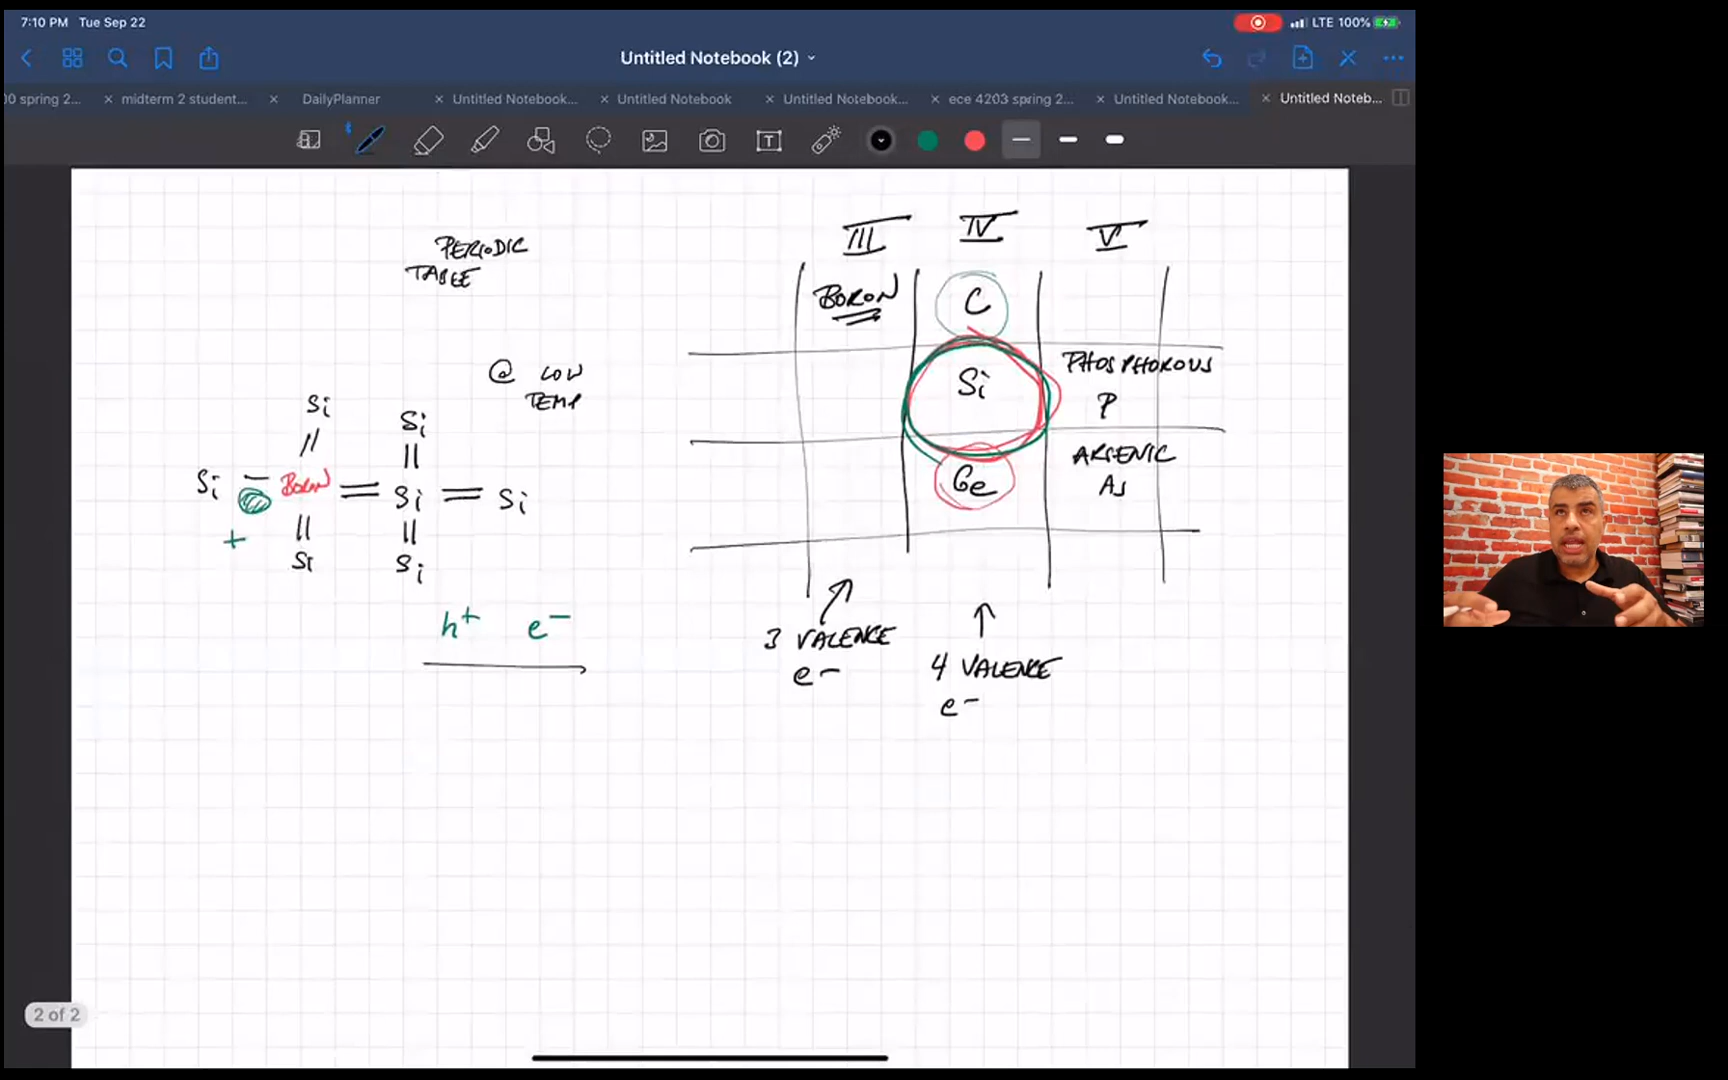 7:10 PM Tue Sep 22
LTE 100%
Untitled Notebook (2)
00 spring 2...
midterm 2 student...
DailyPlanner
Untitled Notebook...
Untitled Notebook
Untitled Notebook...
ece 4203 spring 2...
Untitled Notebook...
Untitled Noteb...
T
PERIODIC
TABLE
III IV V
BORON C
@ LOW
TEMP
Si
PHOSPHOROUS
P
Ge
ARSENIC
As
Si
Si
Si BORON Si Si
+
Si
Si
h+ e-
3 VALENCE
e-
4 VALENCE
e-
2 of 2